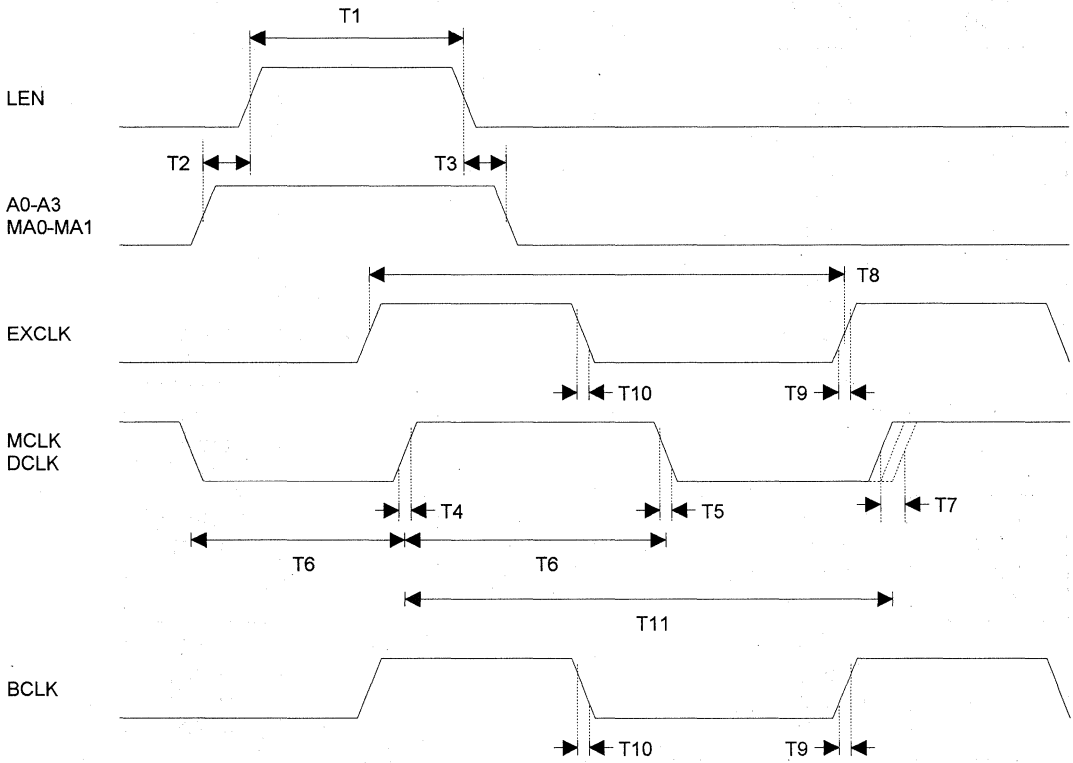 T1
LEN
T2
T3
A0-A3
MA0-MA1
T8
EXCLK
T10
T9
MCLK
DCLK
T4
T5
T7
T6
T6
T11
BCLK
T10
T9